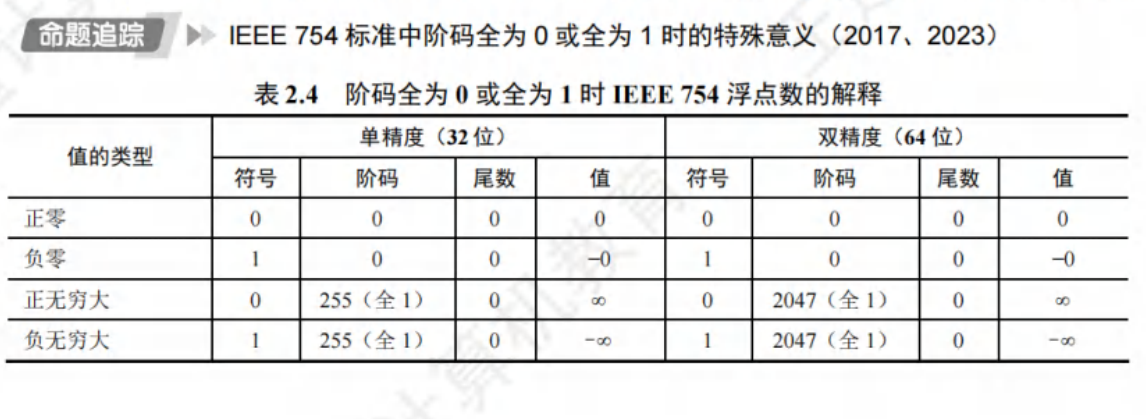 命题追踪 IEEE 754 标准中阶码全为 0 或全为 1 时的特殊意义（2017、2023）
表 2.4 阶码全为 0 或全为 1 时 IEEE 754 浮点数的解释
值的类型 单精度（32 位） 双精度（64 位）
符号 阶码 尾数 值 符号 阶码 尾数 值
正零 0 0 0 0 0 0 0 0
负零 1 0 0 −0 1 0 0 −0
正无穷大 0 255（全 1） 0 ∞ 0 2047（全 1） 0 ∞
负无穷大 1 255（全 1） 0 −∞ 1 2047（全 1） 0 −∞
计算机教育